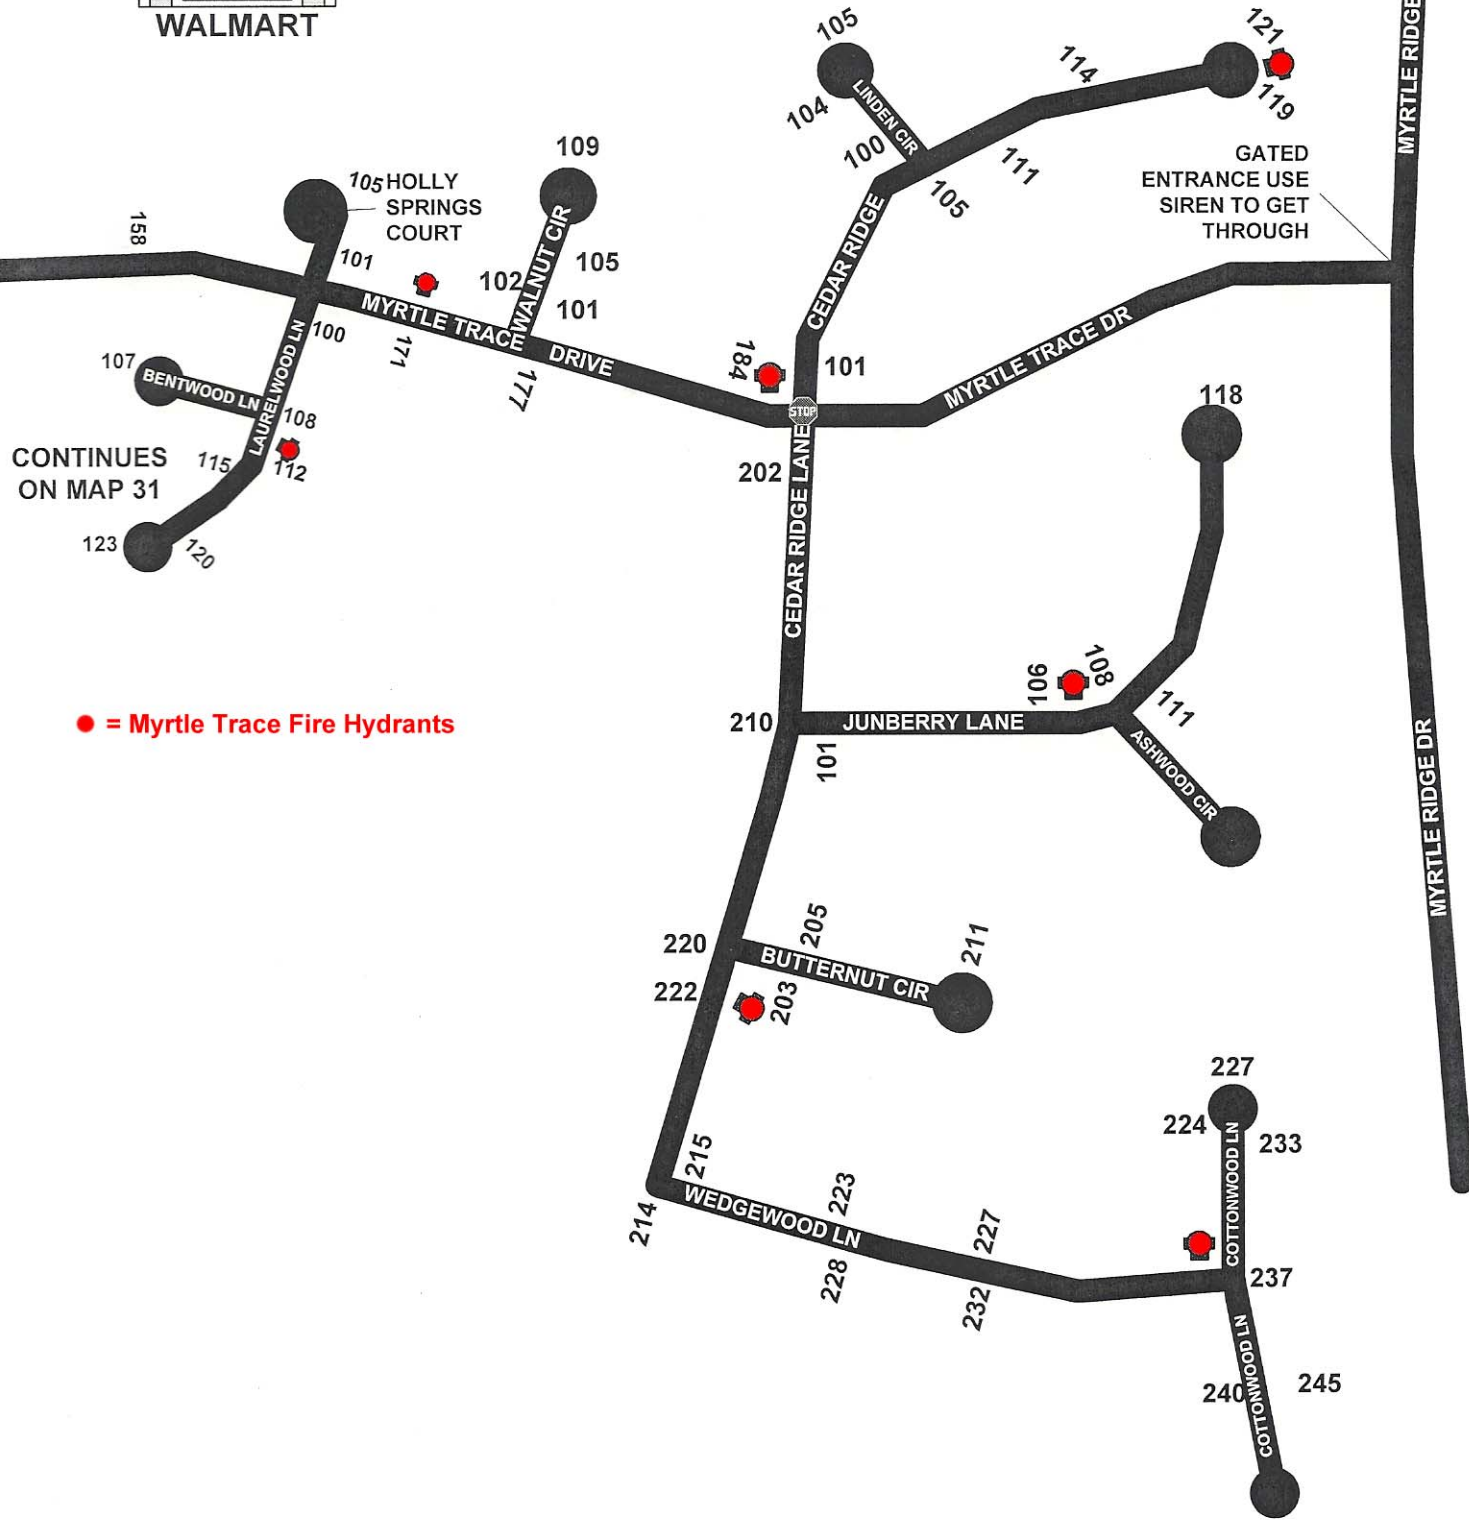 WALMART
105
104
LINDEN CIR
100
114
121
119
111
105
MYRTLE RIDGE
GATED
ENTRANCE USE
SIREN TO GET
THROUGH
109
105
HOLLY
SPRINGS
COURT
158
101
WALNUT CIR
102
105
101
CEDAR RIDGE
MYRTLE TRACE
DRIVE
100
171
177
184
101
MYRTLE TRACE DR
STOP
107
BENTWOOD LN
LAURELWOOD LN
108
118
CONTINUES
ON MAP 31
115
112
202
CEDAR RIDGE LANE
123
120
106
108
111
= Myrtle Trace Fire Hydrants
210
JUNBERRY LANE
101
ASHWOOD CIR
MYRTLE RIDGE DR
220
205
BUTTERNUT CIR
211
222
203
227
224
233
COTTONWOOD LN
215
WEDGEWOOD LN
214
223
228
227
232
237
COTTONWOOD LN
240
245